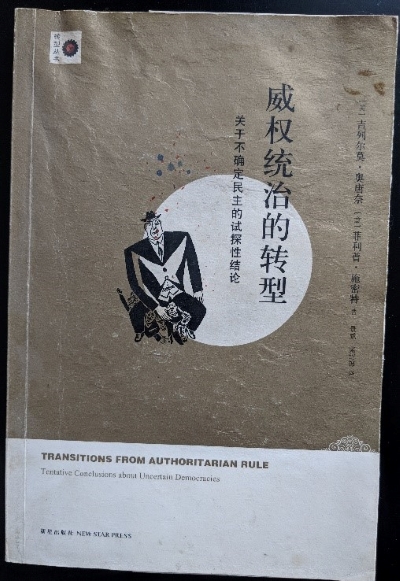 威权统治的转型
关于不确定民主的试探性结论
吉列尔莫·奥唐奈 菲利普·施密特 著
TRANSITIONS FROM AUTHORITARIAN RULE
Tentative Conclusions about Uncertain Democracies
新星出版社 NEW STAR PRESS